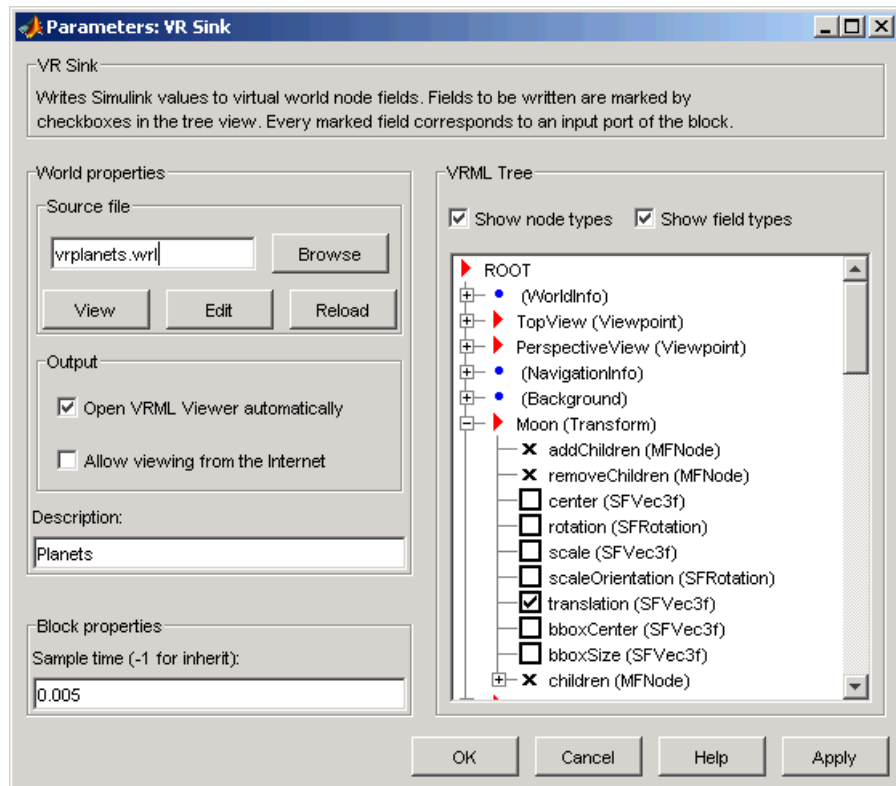 Parameters: VR Sink
VR Sink
Writes Simulink values to virtual world node fields. Fields to be written are marked by
checkboxes in the tree view. Every marked field corresponds to an input port of the block.
World properties
Source file
vrplanets.wrl
Browse
View
Edit
Reload
Output
Open VRML Viewer automatically
Allow viewing from the Internet
Description:
Planets
Block properties
Sample time (-1 for inherit):
0.005
VRML Tree
Show node types
Show field types
ROOT
(WorldInfo)
TopView (Viewpoint)
PerspectiveView (Viewpoint)
(NavigationInfo)
(Background)
Moon (Transform)
addChildren (MFNode)
removeChildren (MFNode)
center (SFVec3f)
rotation (SFRotation)
scale (SFVec3f)
scaleOrientation (SFRotation)
translation (SFVec3f)
bboxCenter (SFVec3f)
bboxSize (SFVec3f)
children (MFNode)
OK
Cancel
Help
Apply